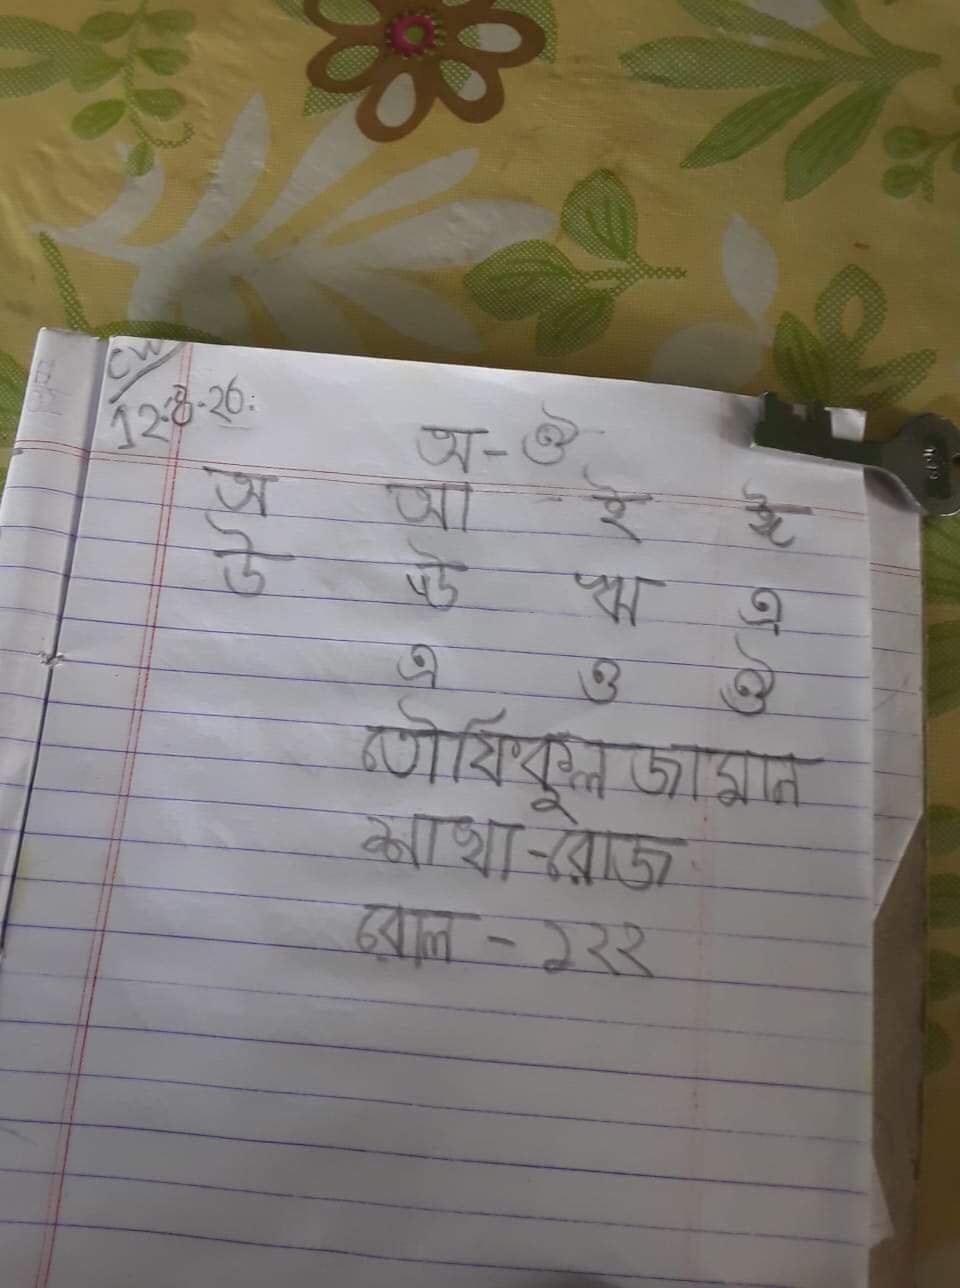 CW
12.8.26.
অ-ঔ
অ আ ই ঈ
উ ঊ ঋ এ
এ ও ঔ
তৌফিকুল জামান
শাখা-রোজ
রোল - ১২২